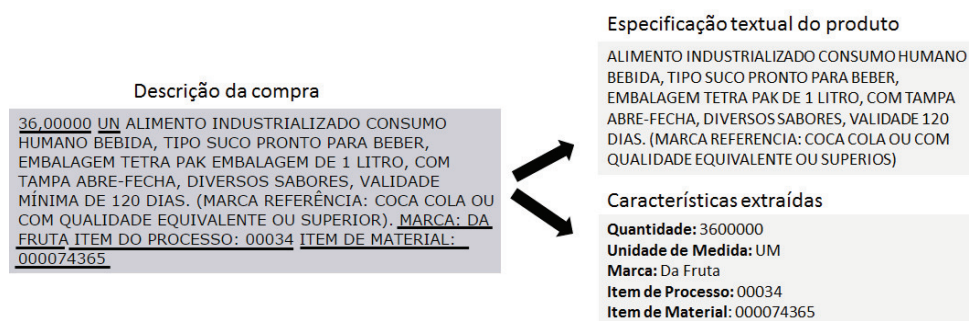 Descrição da compra
36,00000 UN ALIMENTO INDUSTRIALIZADO CONSUMO
HUMANO BEBIDA, TIPO SUCO PRONTO PARA BEBER,
EMBALAGEM TETRA PAK EMBALAGEM DE 1 LITRO, COM
TAMPA ABRE-FECHA, DIVERSOS SABORES, VALIDADE
MÍNIMA DE 120 DIAS. (MARCA REFERÊNCIA: COCA COLA OU
COM QUALIDADE EQUIVALENTE OU SUPERIOR). MARCA: DA
FRUTA ITEM DO PROCESSO: 00034 ITEM DE MATERIAL:
000074365
Especificação textual do produto
ALIMENTO INDUSTRIALIZADO CONSUMO HUMANO
BEBIDA, TIPO SUCO PRONTO PARA BEBER,
EMBALAGEM TETRA PAK DE 1 LITRO, COM TAMPA
ABRE-FECHA, DIVERSOS SABORES, VALIDADE 120
DIAS. (MARCA REFERENCIA: COCA COLA OU COM
QUALIDADE EQUIVALENTE OU SUPERIOS)
Características extraídas
Quantidade: 3600000
Unidade de Medida: UM
Marca: Da Fruta
Item de Processo: 00034
Item de Material: 000074365